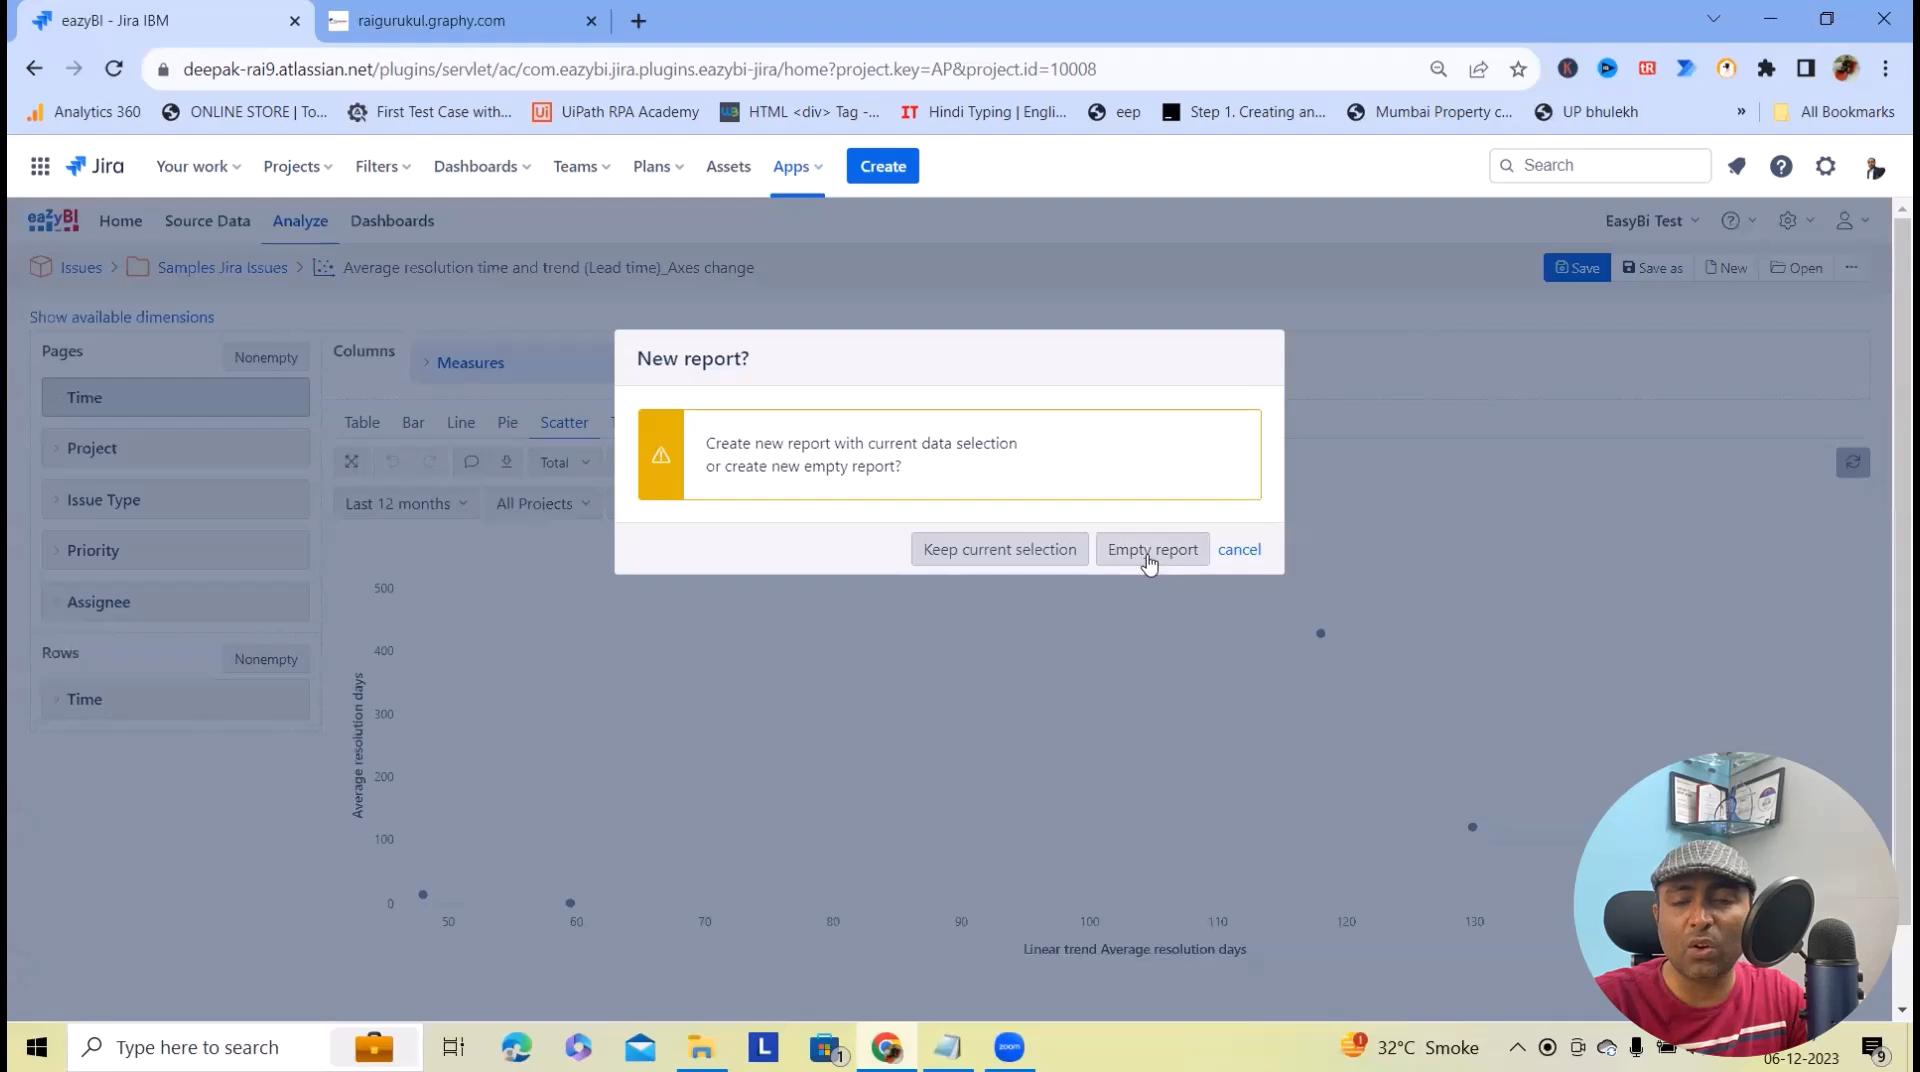 eazyBI - Jira IBM
raigurukul.graphy.com
deepak-rai9.atlassian.net/plugins/servlet/ac/com.eazybi.jira.plugins.eazybi-jira/home?project.key=AP&project.id=10008
Analytics 360 ONLINE STORE | To... First Test Case with... UiPath RPA Academy HTML <div> Tag -... Hindi Typing | Engli... eep Step 1. Creating an... Mumbai Property c... UP bhulekh » All Bookmarks
Jira Your work Projects Filters Dashboards Teams Plans Assets Apps Create Search
eazyBI Home Source Data Analyze Dashboards EasyBi Test
Issues > Samples Jira Issues > Average resolution time and trend (Lead time)_Axes change Save Save as New Open ...
Show available dimensions
Pages Nonempty
Columns
Measures
Time
Project
Issue Type
Priority
Assignee
Rows Nonempty
Time
Table Bar Line Pie Scatter
Total
Last 12 months All Projects
New report?
Create new report with current data selection
or create new empty report?
Keep current selection Empty report cancel
Average resolution days
500
400
300
200
100
0
50 60 70 80 90 100 110 120 130
Linear trend Average resolution days
Type here to search
L
1
zoom
32°C Smoke
06-12-2023
9